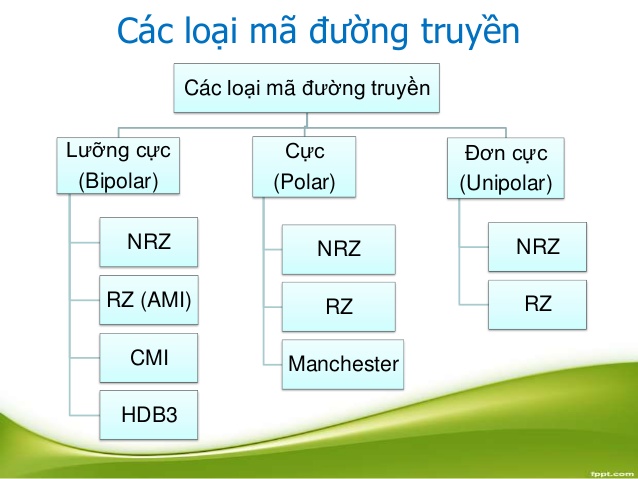 Các loại mã đường truyền
Các loại mã đường truyền
Lưỡng cực
(Bipolar)
NRZ
RZ (AMI)
CMI
HDB3
Cực
(Polar)
NRZ
RZ
Manchester
Đơn cực
(Unipolar)
NRZ
RZ
fppt.com